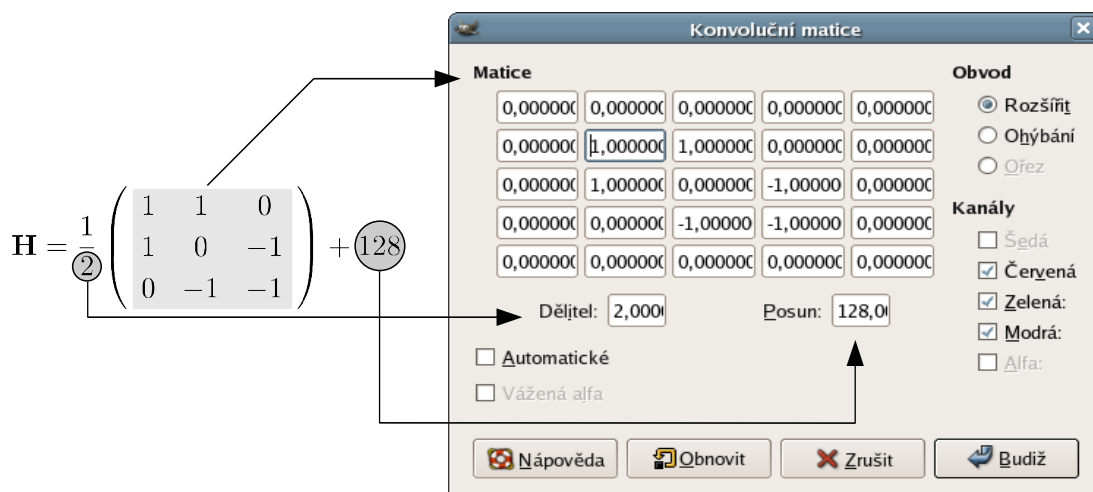 Konvoluční matice
Matice
0,000000 0,000000 0,000000 0,000000 0,000000
0,000000 1,000000 1,000000 0,000000 0,000000
0,000000 1,000000 0,000000 -1,00000 0,000000
0,000000 0,000000 -1,00000 -1,00000 0,000000
0,000000 0,000000 0,000000 0,000000 0,000000
Dělitel: 2,000 Posun: 128,0
Automatické
Vážená alfa
Obvod
Rozšířit
Ohýbání
Ořez
Kanály
Šedá
Červená
Zelená:
Modrá:
Alfa:
Nápověda Obnovit Zrušit Budiž
H = 1/2 ( 1 1 0
1 0 −1
0 −1 −1 ) + 128